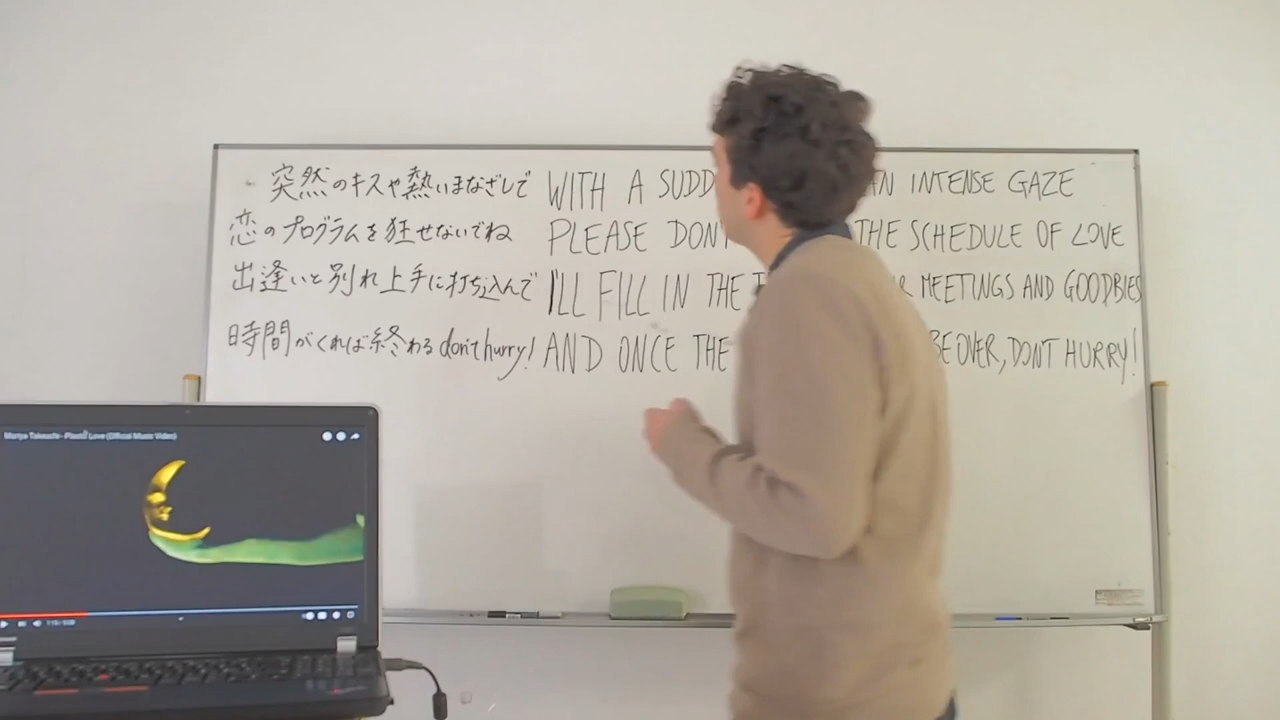 突然のキスや熱いまなざしで WITH A SUDD AN INTENSE GAZE
恋のプログラムを狂せないでね PLEASE DON'T THE SCHEDULE OF LOVE
出逢いと別れ上手に打ち込んで I'LL FILL IN THE MEETINGS AND GOODBIES
時間がくれば終わる don't hurry! AND ONCE THE BE OVER, DONT HURRY!
Mariya Takeuchi - Plastic Love (Official Music Video)